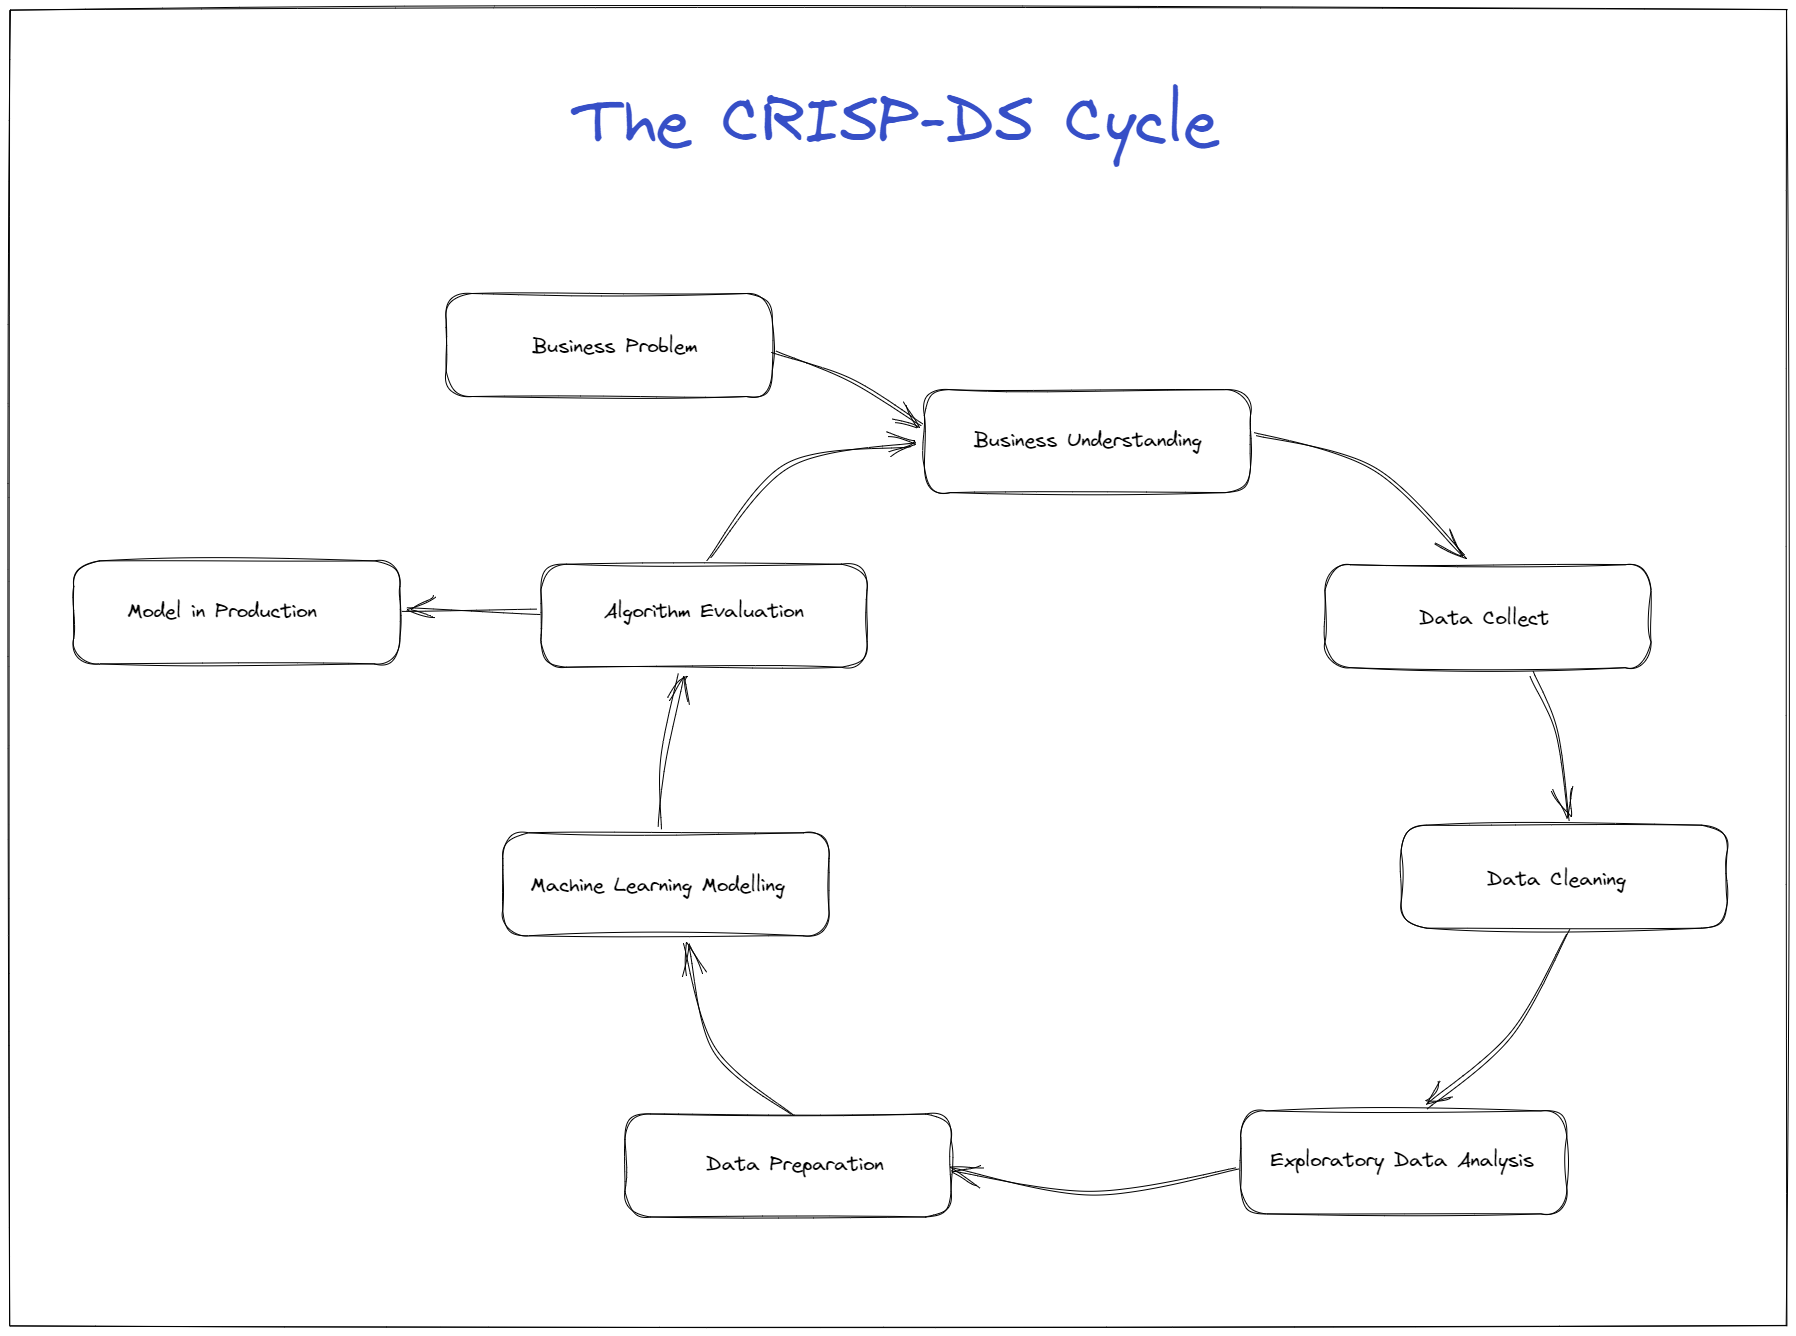 The CRISP-DS Cycle
Business Problem
Business Understanding
Model in Production
Algorithm Evaluation
Data Collect
Machine Learning Modelling
Data Cleaning
Data Preparation
Exploratory Data Analysis